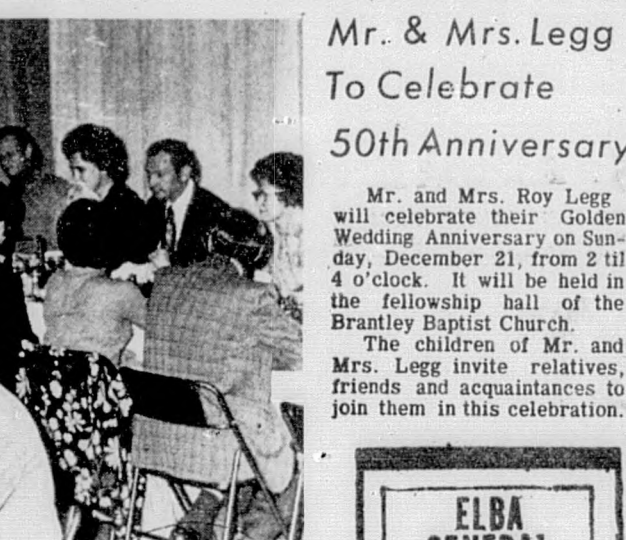 Mr. & Mrs. Legg
To Celebrate
50th Anniversary
Mr. and Mrs. Roy Legg
will celebrate their Golden
Wedding Anniversary on Sun-
day, December 21, from 2 til
4 o'clock. It will be held in
the fellowship hall of the
Brantley Baptist Church.
The children of Mr. and
Mrs. Legg invite relatives,
friends and acquaintances to
join them in this celebration.
ELBA
GENERAL